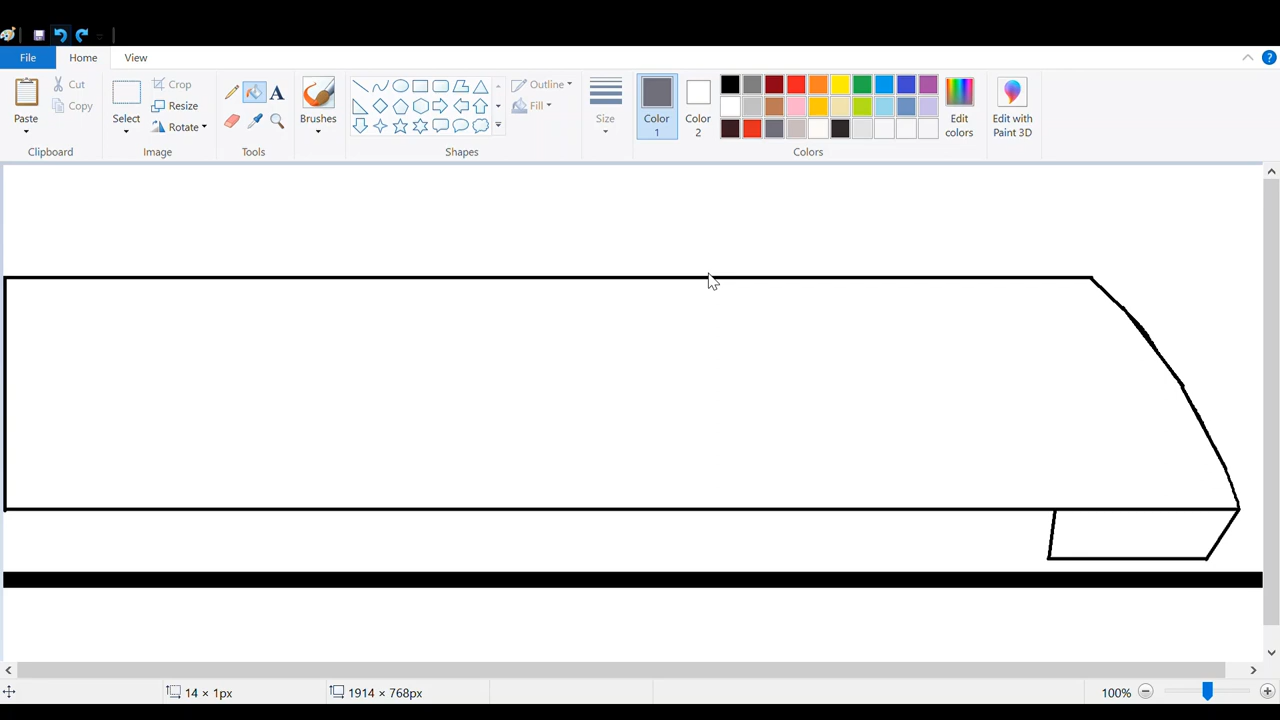 File Home View
Paste Cut Copy
Clipboard
Select Crop Resize Rotate
Image
A
Tools
Brushes
Outline Fill
Shapes
Size
Color 1
Color 2
Edit colors
Colors
Edit with Paint 3D
?
14 × 1px
1914 × 768px
100%